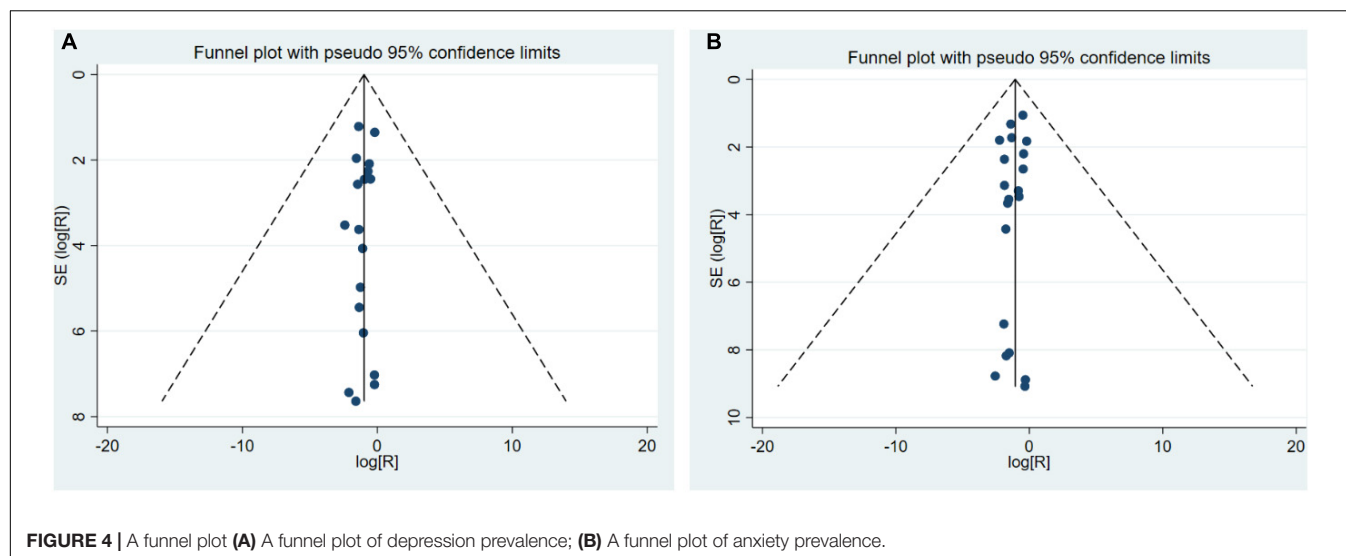 A
Funnel plot with pseudo 95% confidence limits
0
2
4
6
8
SE (log[R])
-20
-10
0
10
20
log[R]
B
Funnel plot with pseudo 95% confidence limits
0
2
4
6
8
10
SE (log[R])
-20
-10
0
10
20
log[R]
FIGURE 4 | A funnel plot (A) A funnel plot of depression prevalence; (B) A funnel plot of anxiety prevalence.